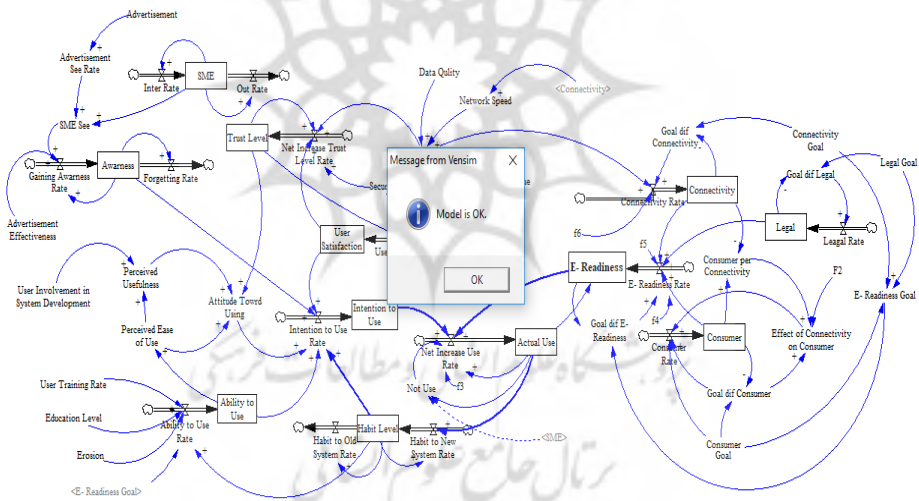 Advertisement
Advertisement
See Rate
Inter Rate
SME
Out Rate
Data Qulity
Network Speed
<Connectivity>
SME See
Trust Level
Net Increase Trust
Level Rate
Message from Vensim
X
Model is OK.
OK
Goal dif
Connectivity
Connectivity
Goal
Legal Goal
Goal dif Legal
Gaining Awarness
Rate
Awarness
Forgetting Rate
Connectivity Rate
Connectivity
Legal
Leagal Rate
Advertisement
Effectiveness
User
Satisfaction
f6
f5
E- Readiness
E- Readiness Rate
Consumer per
Connectivity
F2
E- Readiness Goal
User Involvement in
System Development
Perceived
Usefulness
Attitude Towrd
Using
Intention to
Use
Intention to Use
Rate
Perceived Ease
of Use
Goal dif E-
Readiness
f4
Consumer
Rate
Consumer
Effect of Connectivity
on Consumer
Net Increase Use
Rate
Actual Use
f3
Not Use
Goal dif Consumer
User Training Rate
Education Level
Erosion
Ability to
Use
Ability to Use
Rate
Habit to Old
System Rate
Habit Level
Habit to New
System Rate
<SME>
Consumer
Goal
<E- Readiness Goal>
رتال جامع علوم انسانی